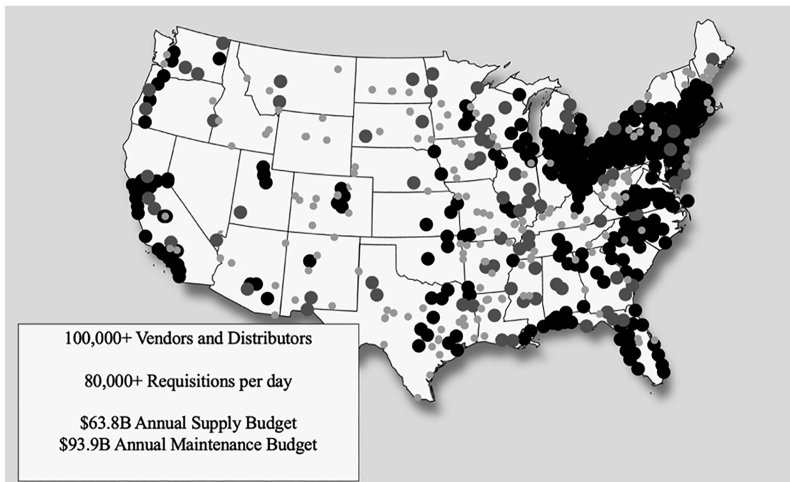 100,000+ Vendors and Distributors
80,000+ Requisitions per day
$63.8B Annual Supply Budget
$93.9B Annual Maintenance Budget